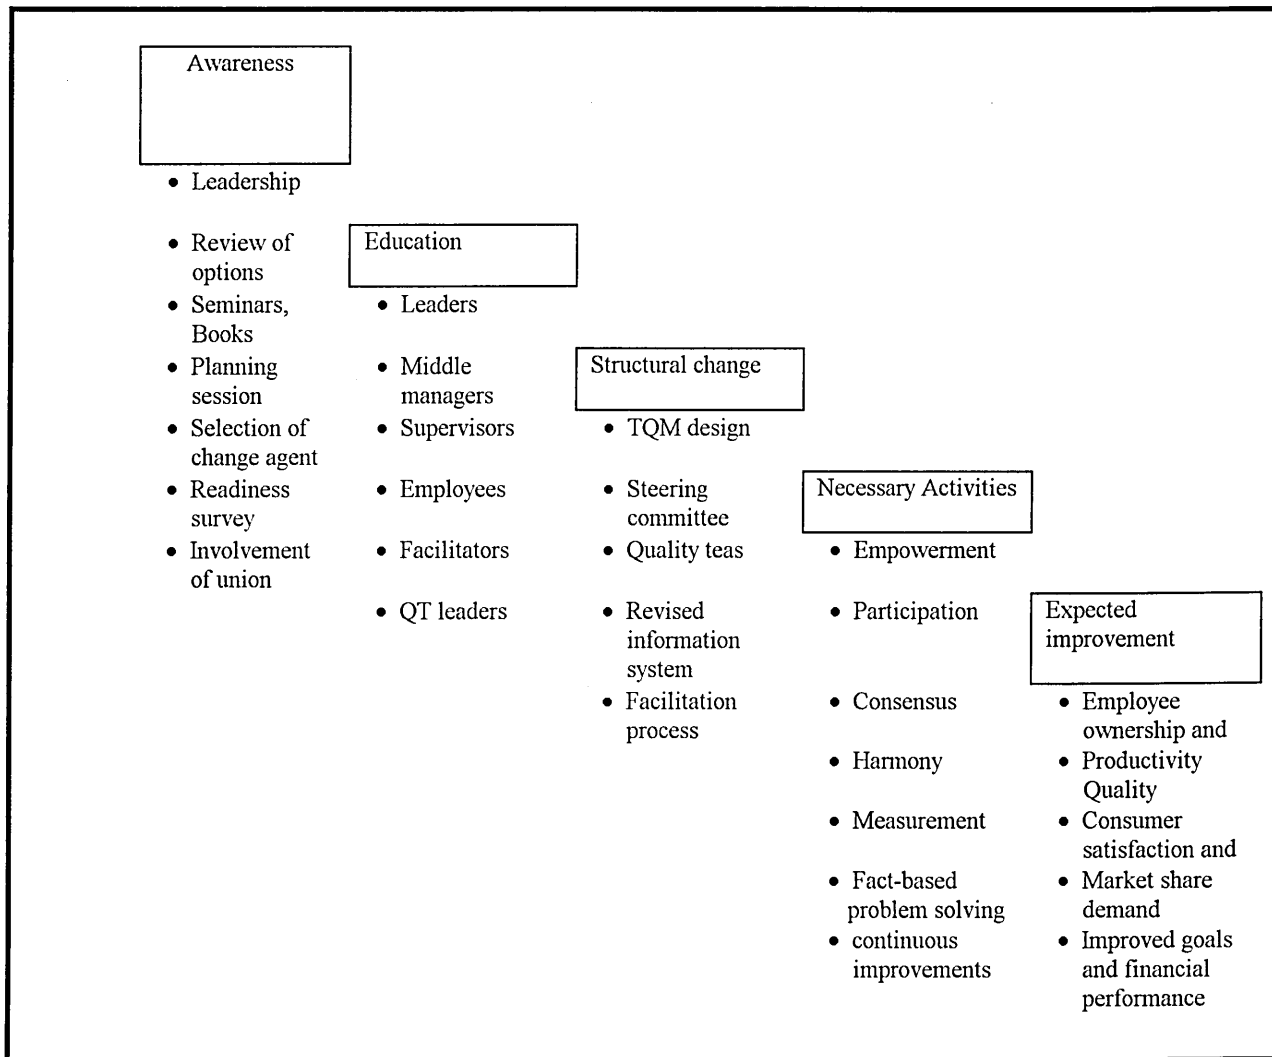 Awareness
• Leadership
• Review of
options
• Seminars,
Books
• Planning
session
• Selection of
change agent
• Readiness
survey
• Involvement
of union
Education
• Leaders
• Middle
managers
• Supervisors
• Employees
• Facilitators
• QT leaders
Structural change
• TQM design
• Steering
committee
• Quality teas
• Revised
information
system
• Facilitation
process
Necessary Activities
• Empowerment
• Participation
• Consensus
• Harmony
• Measurement
• Fact-based
problem solving
• continuous
improvements
Expected
improvement
• Employee
ownership and
• Productivity
Quality
• Consumer
satisfaction and
• Market share
demand
• Improved goals
and financial
performance